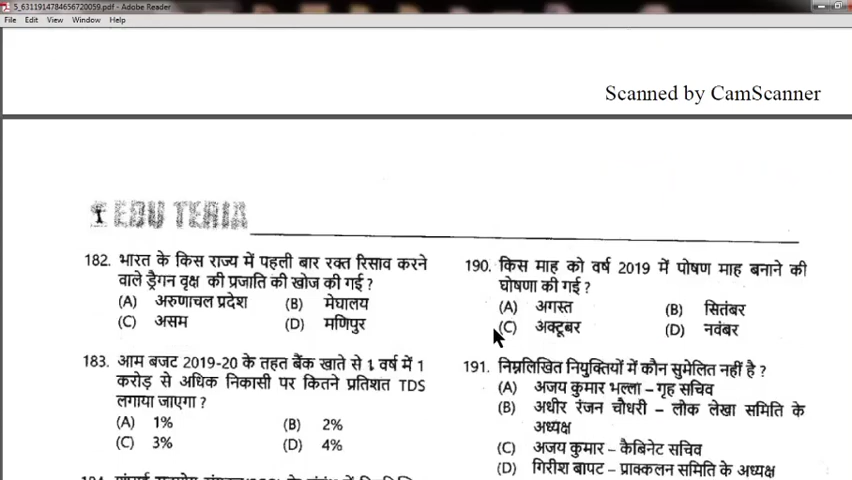 5_6311914784656720059.pdf - Adobe Reader
File Edit View Window Help
Scanned by CamScanner
EDU TERIA
182. भारत के किस राज्य में पहली बार रक्त रिसाव करने
वाले ड्रैगन वृक्ष की प्रजाति की खोज की गई ?
(A) अरुणाचल प्रदेश (B) मेघालय
(C) असम (D) मणिपुर
183. आम बजट 2019-20 के तहत बैंक खाते से 1 वर्ष में 1
करोड़ से अधिक निकासी पर कितने प्रतिशत TDS
लगाया जाएगा ?
(A) 1% (B) 2%
(C) 3% (D) 4%
190. किस माह को वर्ष 2019 में पोषण माह बनाने की
घोषणा की गई ?
(A) अगस्त (B) सितंबर
(C) अक्टूबर (D) नवंबर
191. निम्नलिखित नियुक्तियों में कौन सुमेलित नहीं है ?
(A) अजय कुमार भल्ला – गृह सचिव
(B) अधीर रंजन चौधरी – लोक लेखा समिति के
अध्यक्ष
(C) अजय कुमार – कैबिनेट सचिव
(D) गिरीश बापट – प्राक्कलन समिति के अध्यक्ष